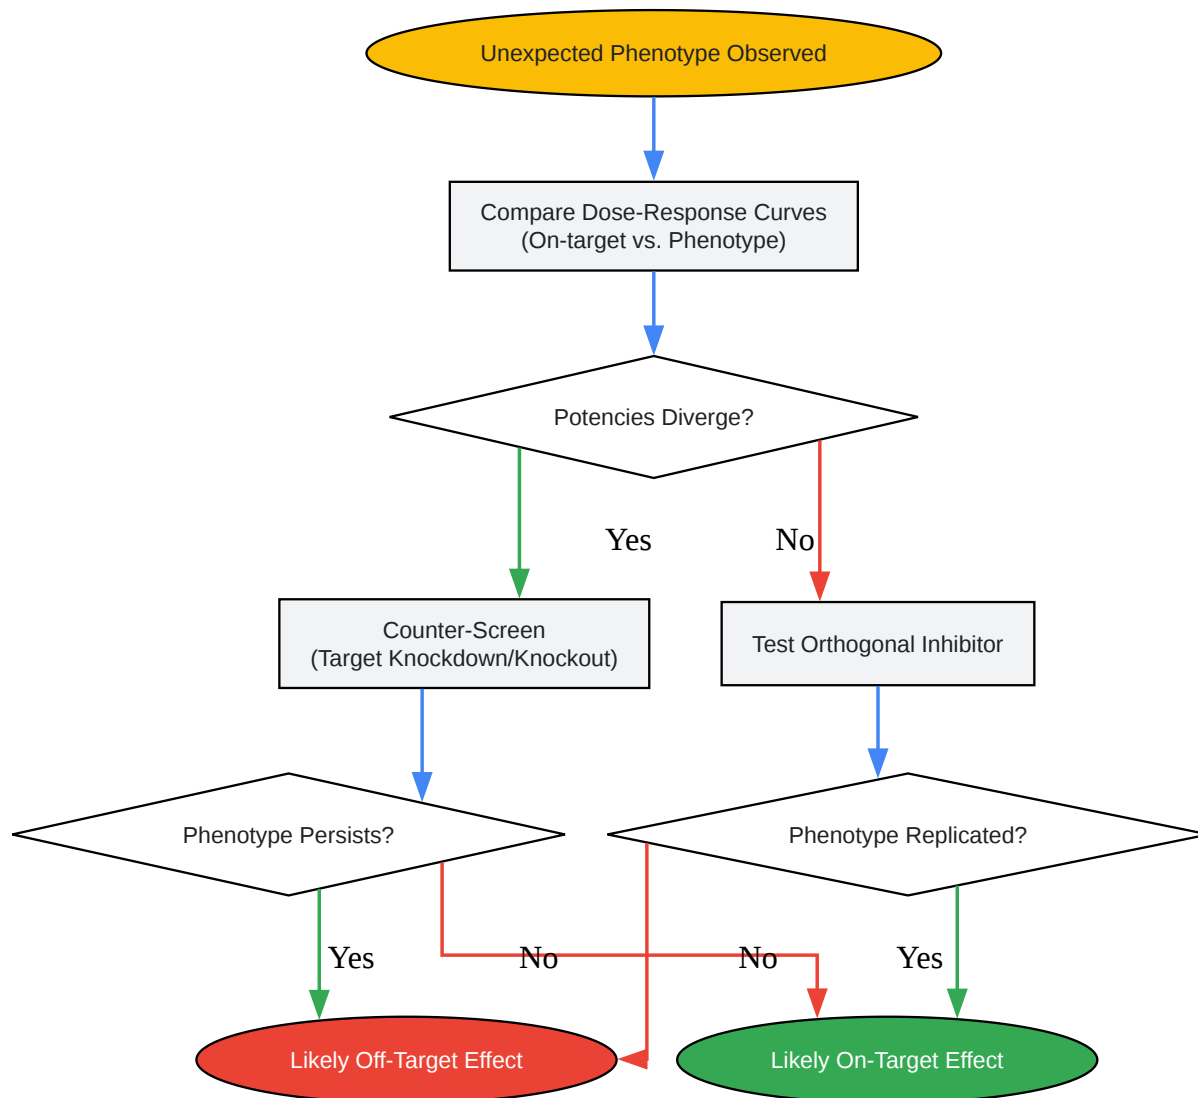 Unexpected Phenotype Observed
Compare Dose-Response Curves
(On-target vs. Phenotype)
Potencies Diverge?
Yes
No
Counter-Screen
(Target Knockdown/Knockout)
Test Orthogonal Inhibitor
Phenotype Persists?
Phenotype Replicated?
Yes
No
No
Yes
Likely Off-Target Effect
Likely On-Target Effect